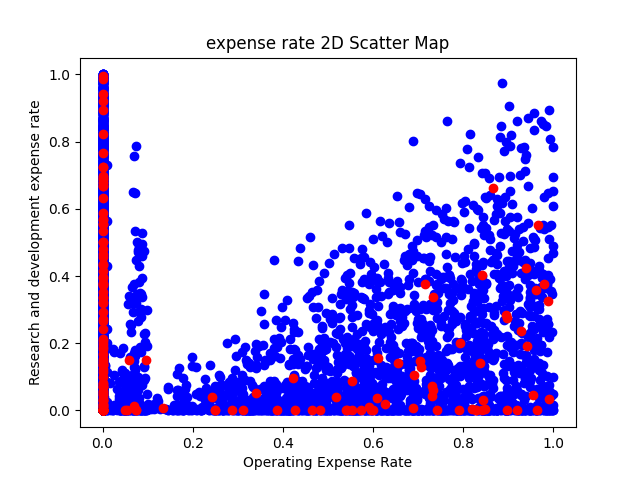 expense rate 2D Scatter Map
1.0
0.8
0.6
0.4
0.2
0.0
Research and development expense rate
0.0 0.2 0.4 0.6 0.8 1.0
Operating Expense Rate